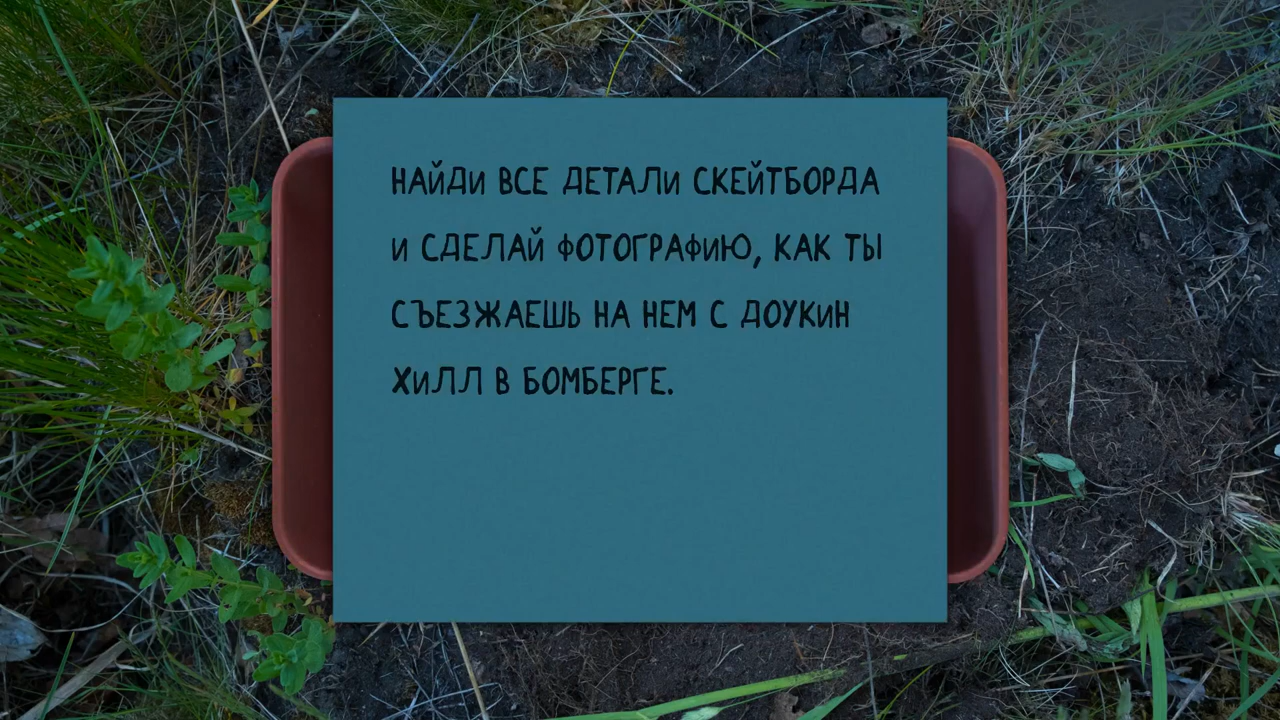 НАЙДИ ВСЕ ДЕТАЛИ СКЕЙТБОРДА
И СДЕЛАЙ ФОТОГРАФИЮ, КАК ТЫ
СЪЕЗЖАЕШЬ НА НЕМ С ДОУКИН
ХИЛЛ В БОМБЕРГЕ.